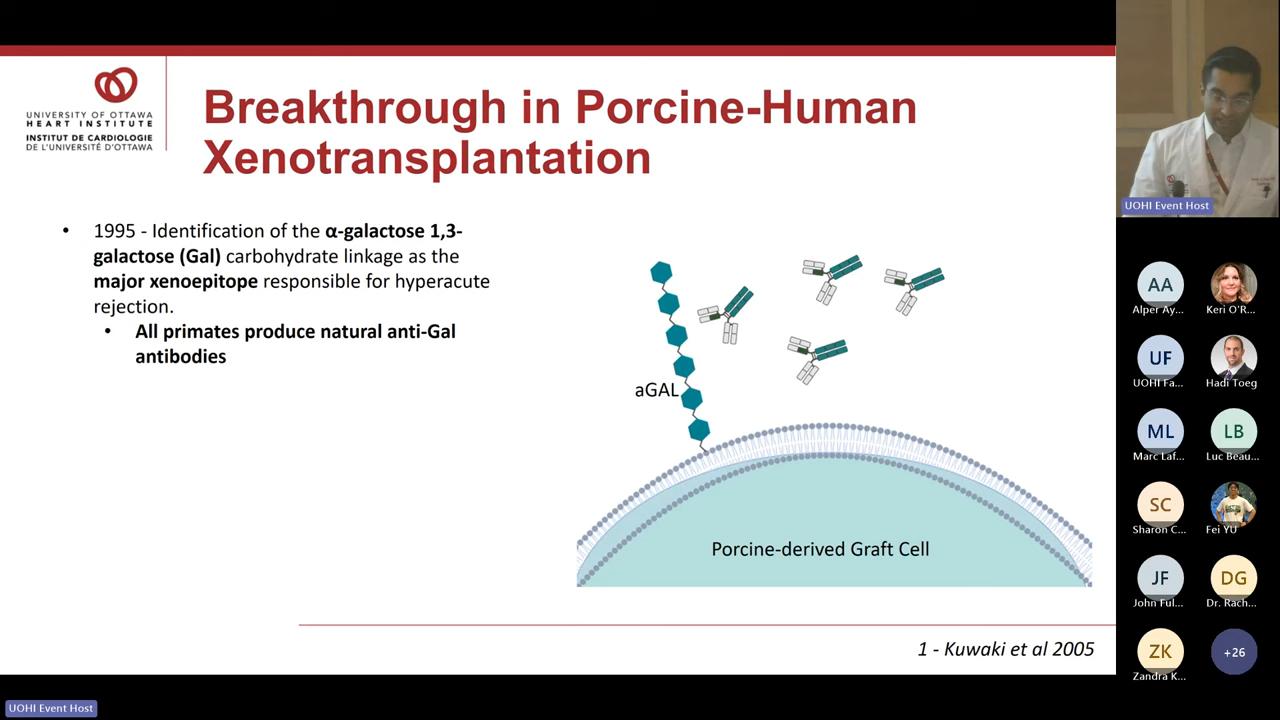 UNIVERSITY OF OTTAWA
HEART INSTITUTE
INSTITUT DE CARDIOLOGIE
DE L'UNIVERSITÉ D'OTTAWA
Breakthrough in Porcine-Human
Xenotransplantation
• 1995 - Identification of the α-galactose 1,3-
galactose (Gal) carbohydrate linkage as the
major xenoepitope responsible for hyperacute
rejection.
• All primates produce natural anti-Gal
antibodies
aGAL
Porcine-derived Graft Cell
1 - Kuwaki et al 2005
UOHI Event Host
AA
Alper Ay...
Keri O'R...
UF
UOHI Fa...
Hadi Toeg
ML
Marc Laf...
LB
Luc Beau...
SC
Sharon C...
Fei YU
JF
John Ful...
DG
Dr. Rach...
ZK
Zandra K...
+26
UOHI Event Host